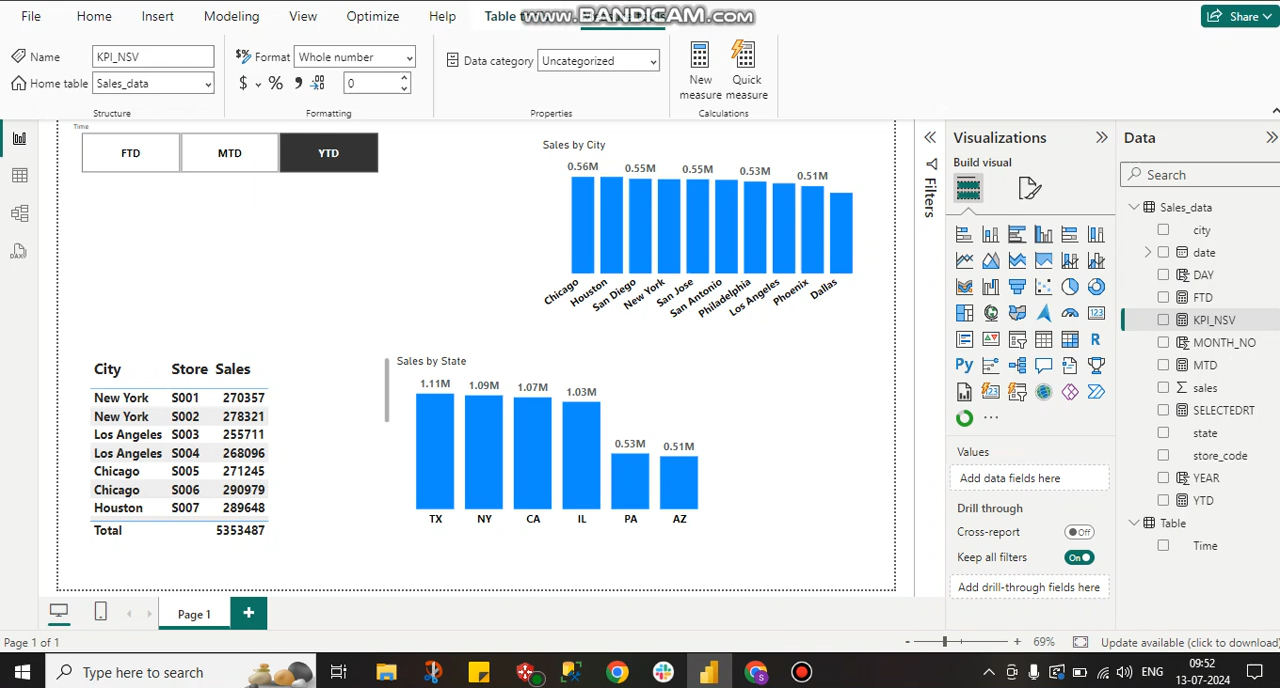 File Home Insert Modeling View Optimize Help Table t
www.BANDICAM.com
Share
Name KPI_NSV
Format Whole number
Data category Uncategorized
New measure
Quick measure
Home table Sales_data
$ % 0
Structure Formatting Properties Calculations
Time
FTD MTD YTD
Sales by City
0.56M 0.55M 0.55M 0.53M 0.51M
Chicago Houston San Diego New York San Jose San Antonio Philadelphia Los Angeles Phoenix Dallas
City Store Sales
New York S001 270357
New York S002 278321
Los Angeles S003 255711
Los Angeles S004 268096
Chicago S005 271245
Chicago S006 290979
Houston S007 289648
Total 5353487
Sales by State
1.11M 1.09M 1.07M 1.03M 0.53M 0.51M
TX NY CA IL PA AZ
Filters
Visualizations
Build visual
123
R
Py
Values
Add data fields here
Drill through
Cross-report Off
Keep all filters On
Add drill-through fields here
Data
Search
Sales_data
city
date
DAY
FTD
KPI_NSV
MONTH_NO
MTD
sales
SELECTEDRT
state
store_code
YEAR
YTD
Table
Time
Page 1
Page 1 of 1
69%
Update available (click to download)
Type here to search
ENG
09:52
13-07-2024